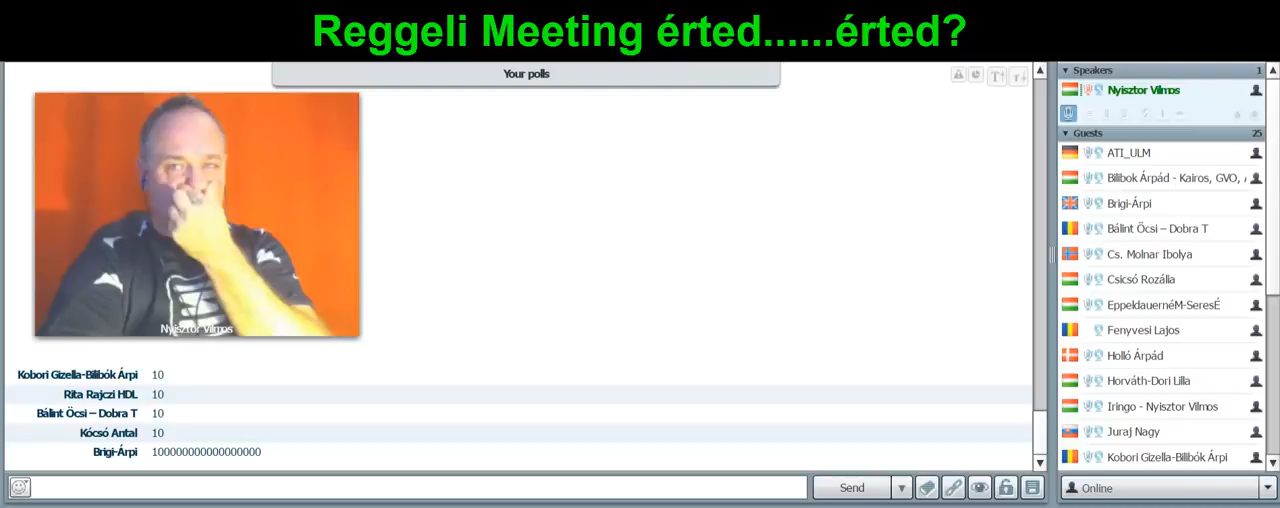 Reggeli Meeting érted......érted?
Your polls
Nyisztor Vilmos
Kobori Gizella-Bilibók Árpi 10
Rita Rajczi HDL 10
Bálint Öcsi – Dobra T 10
Kócsó Antal 10
Brigi-Árpi 100000000000000000
Send
Speakers 1
Nyisztor Vilmos
Guests 25
ATI_ULM
Bilibok Árpád - Kairos, GVO,
Brigi-Árpi
Bálint Öcsi – Dobra T
Cs. Molnar Ibolya
Csicsó Rozália
EppeldauernéM-SeresÉ
Fenyvesi Lajos
Holló Árpád
Horváth-Dori Lilla
Iringo - Nyisztor Vilmos
Juraj Nagy
Kobori Gizella-Bilibók Árpi
Online